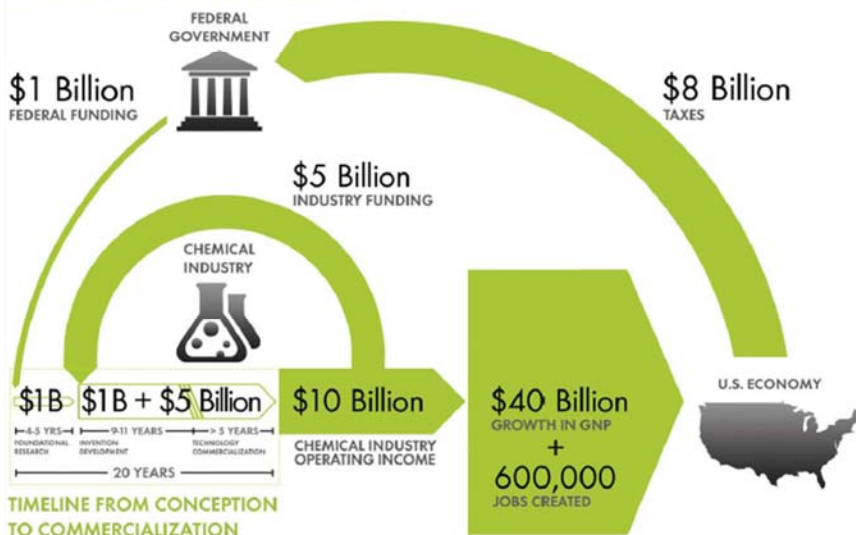 FEDERAL
GOVERNMENT
$1 Billion
FEDERAL FUNDING
$8 Billion
TAXES
$5 Billion
INDUSTRY FUNDING
CHEMICAL
INDUSTRY
$1B
$1B + $5 Billion
4-5 YRS
FOUNDATIONAL
RESEARCH
9-11 YEARS
INVENTION
DEVELOPMENT
> 5 YEARS
TECHNOLOGY
COMMERCIALIZATION
20 YEARS
TIMELINE FROM CONCEPTION
TO COMMERCIALIZATION
$10 Billion
CHEMICAL INDUSTRY
OPERATING INCOME
$40 Billion
GROWTH IN GNP
+
600,000
JOBS CREATED
U.S. ECONOMY